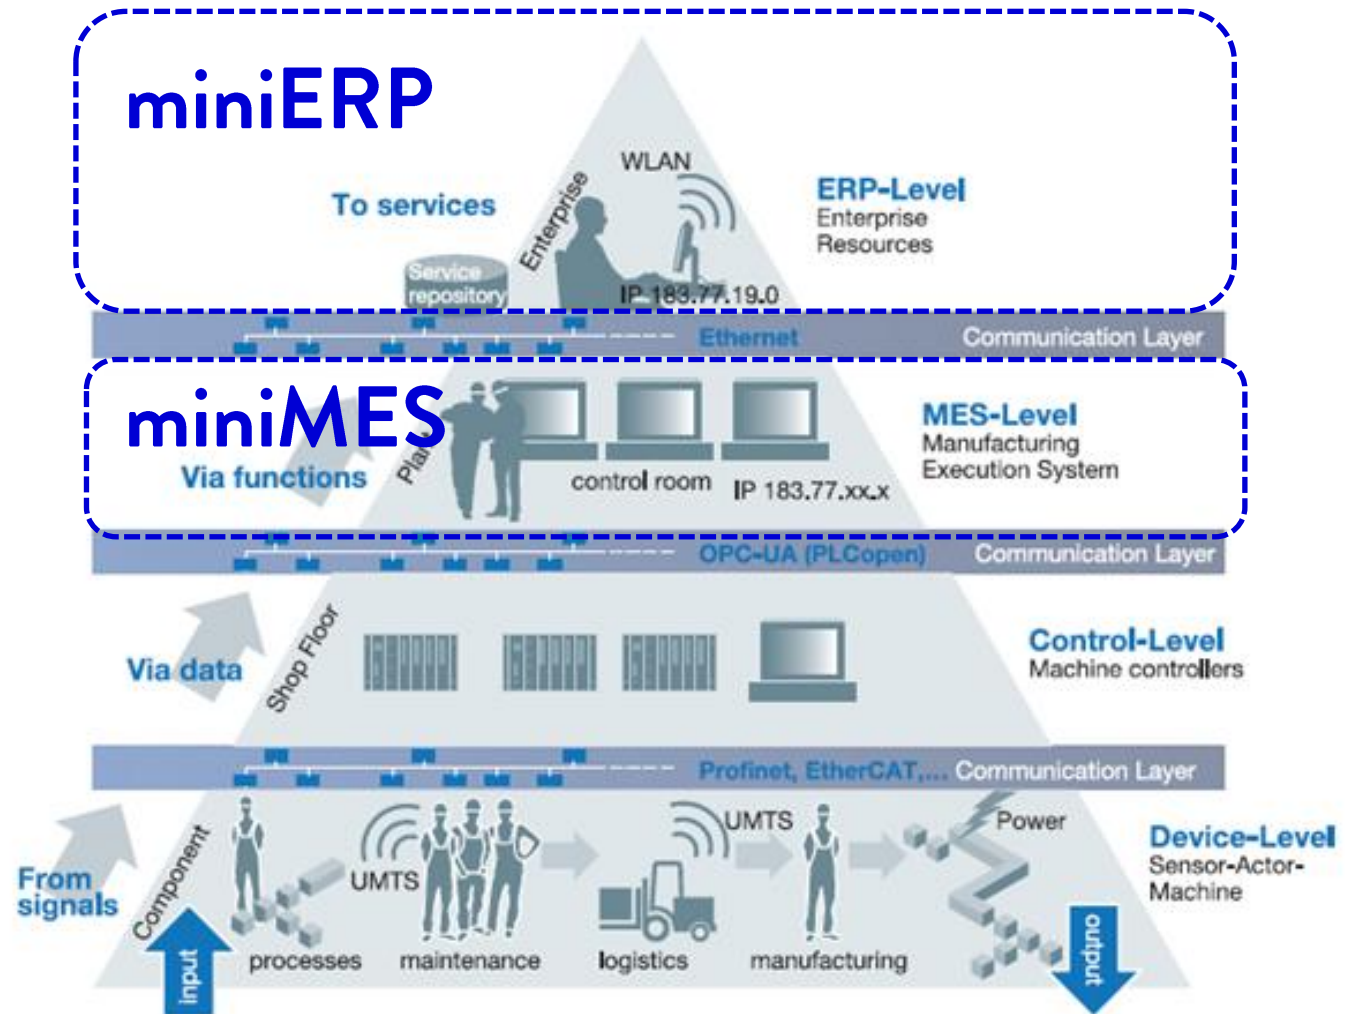 miniERP
WLAN
Enterprise
To services
ERP-Level
Enterprise
Resources
Service
repository
IP 183.77.19.0
Ethernet
Communication Layer
miniMES
Plant
Via functions
control room
IP 183.77.xx.x
MES-Level
Manufacturing
Execution System
OPC-UA (PLCopen)
Communication Layer
Shop Floor
Via data
Control-Level
Machine controllers
Profinet, EtherCAT,...
Communication Layer
Component
From
signals
UMTS
UMTS
Power
Device-Level
Sensor-Actor-
Machine
input
processes
maintenance
logistics
manufacturing
output